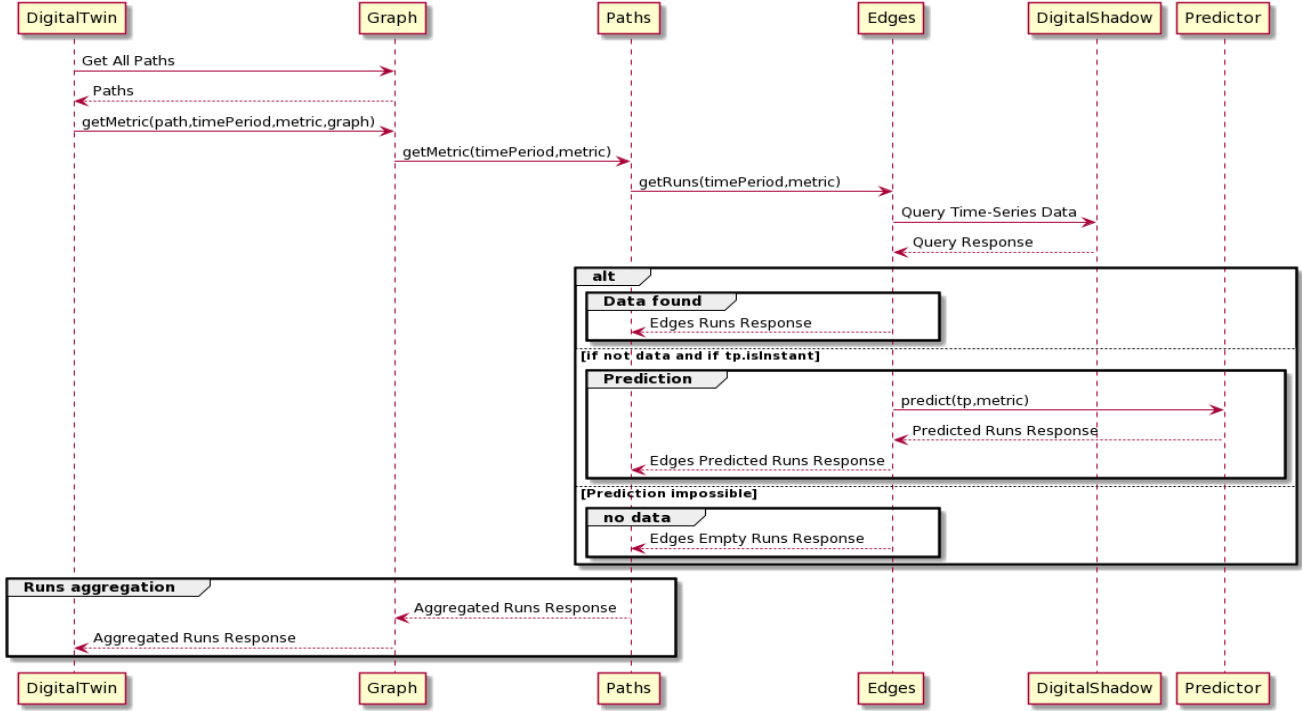 DigitalTwin Graph Paths Edges DigitalShadow Predictor
Get All Paths
Paths
getMetric(path,timePeriod,metric,graph)
getMetric(timePeriod,metric)
getRuns(timePeriod,metric)
Query Time-Series Data
Query Response
alt
Data found
Edges Runs Response
[if not data and if tp.isInstant]
Prediction
predict(tp,metric)
Predicted Runs Response
Edges Predicted Runs Response
[Prediction impossible]
no data
Edges Empty Runs Response
Runs aggregation
Aggregated Runs Response
Aggregated Runs Response
DigitalTwin Graph Paths Edges DigitalShadow Predictor